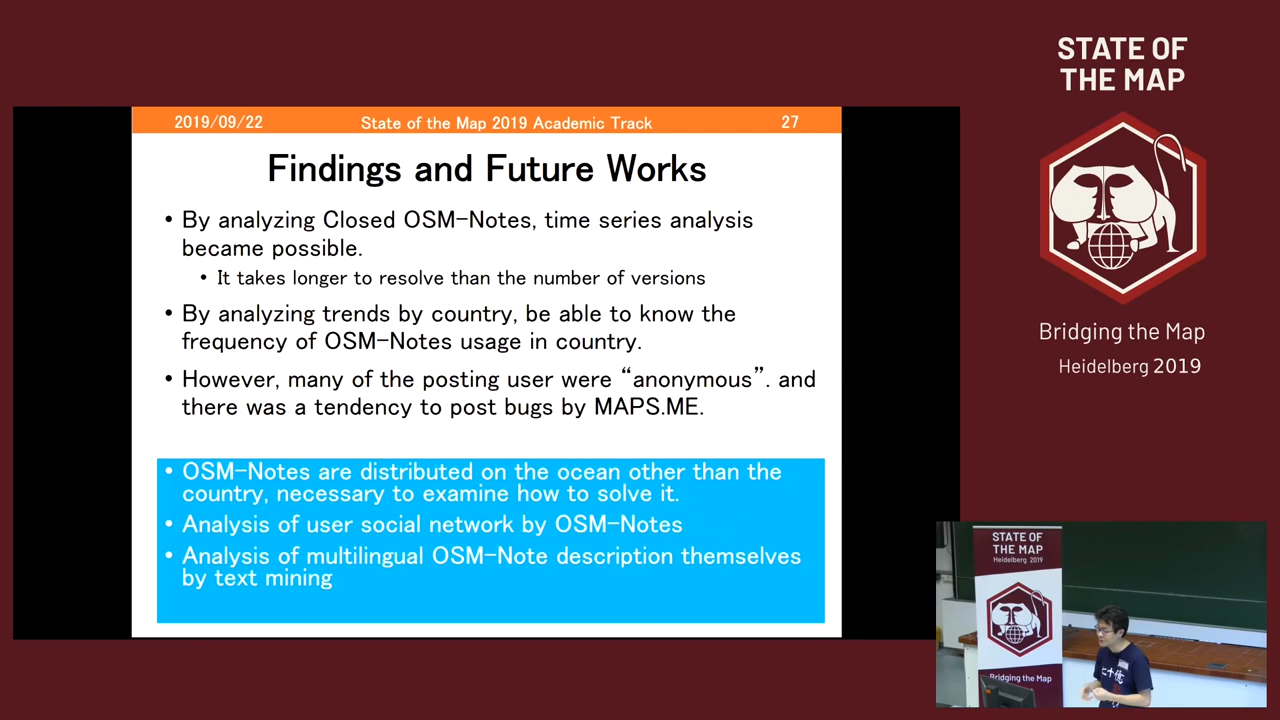 STATE OF
THE MAP
Bridging the Map
Heidelberg 2019
2019/09/22 State of the Map 2019 Academic Track 27
Findings and Future Works
• By analyzing Closed OSM-Notes, time series analysis
became possible.
• It takes longer to resolve than the number of versions
• By analyzing trends by country, be able to know the
frequency of OSM-Notes usage in country.
• However, many of the posting user were “anonymous”. and
there was a tendency to post bugs by MAPS.ME.
• OSM-Notes are distributed on the ocean other than the
country, necessary to examine how to solve it.
• Analysis of user social network by OSM-Notes
• Analysis of multilingual OSM-Note description themselves
by text mining
STATE OF
THE MAP
Heidelberg 2019
Bridging the Map